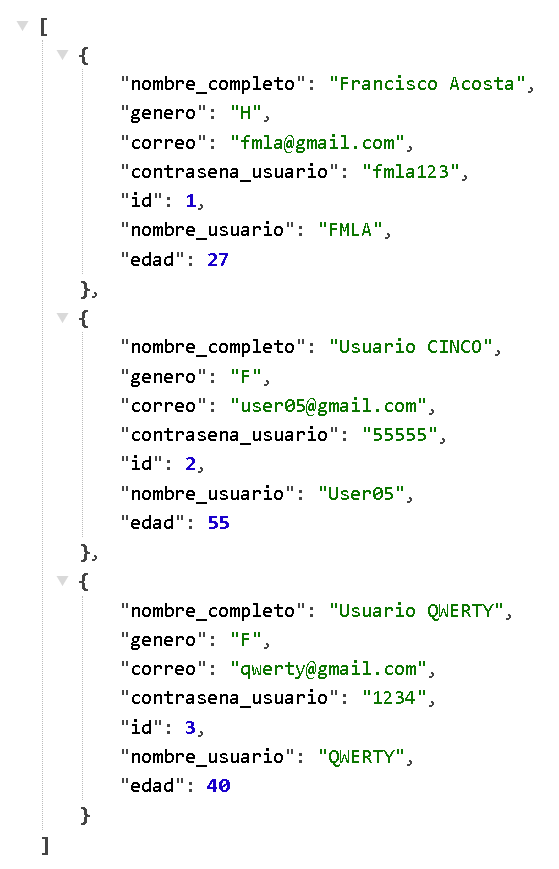 [
{
"nombre_completo": "Francisco Acosta",
"genero": "H",
"correo": "fmla@gmail.com",
"contrasena_usuario": "fmla123",
"id": 1,
"nombre_usuario": "FMLA",
"edad": 27
},
{
"nombre_completo": "Usuario CINCO",
"genero": "F",
"correo": "user05@gmail.com",
"contrasena_usuario": "55555",
"id": 2,
"nombre_usuario": "User05",
"edad": 55
},
{
"nombre_completo": "Usuario QWERTY",
"genero": "F",
"correo": "qwerty@gmail.com",
"contrasena_usuario": "1234",
"id": 3,
"nombre_usuario": "QWERTY",
"edad": 40
}
]